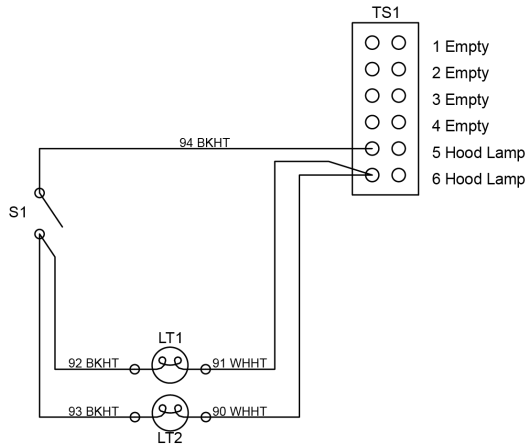 TS1
1 Empty
2 Empty
3 Empty
4 Empty
94 BKHT
5 Hood Lamp
6 Hood Lamp
S1
LT1
92 BKHT
91 WHHT
93 BKHT
90 WHHT
LT2